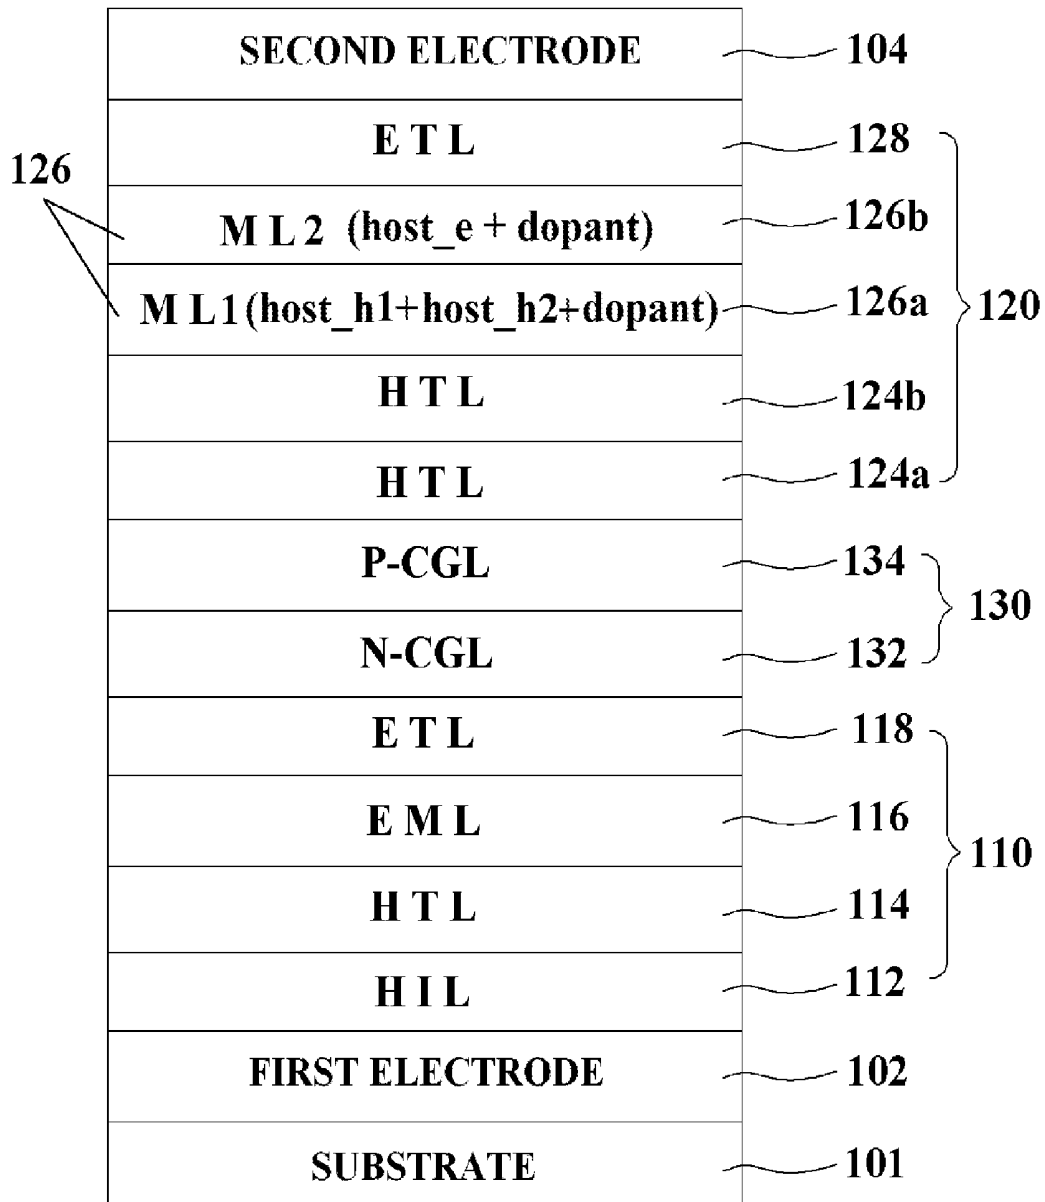 SECOND ELECTRODE 104
E T L 128
126
M L 2 (host_e + dopant) 126b
M L 1 (host_h1+host_h2+dopant) 126a
120
H T L 124b
H T L 124a
P-CGL 134
130
N-CGL 132
E T L 118
E M L 116
110
H T L 114
H I L 112
FIRST ELECTRODE 102
SUBSTRATE 101